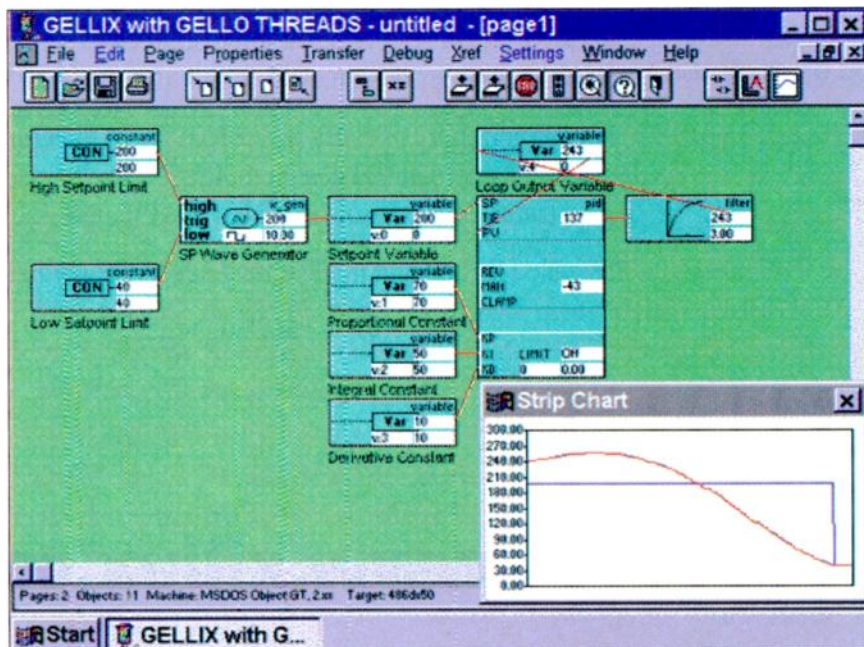 GELLIX with GELLO THREADS - untitled - [page1]
File Edit Page Properties Transfer Debug Xref Settings Window Help
constant
CON 200
200
High Setpoint Limit
high
trig
low
200
10.30
SP Wave Generator
constant
CON 40
40
Low Setpoint Limit
variable
Var 200
v:0 0
Setpoint Variable
variable
Var 70
v:1 70
Proportional Constant
variable
Var 50
v:2 50
Integral Constant
variable
Var 10
v:3 10
Derivative Constant
variable
Var 243
v:4 0
Loop Output Variable
pid
SP
137
PV
REV
MAN -43
CLAMP
KP
KI LIMIT Off
KD 0 0.00
filter
243
3.00
Strip Chart
300.00
270.00
240.00
210.00
180.00
150.00
120.00
90.00
60.00
30.00
0.00
Pages: 2 Objects: 11 Machine: MSDOS Object GT, 2.xx Target: 486dx50
Start GELLIX with G...